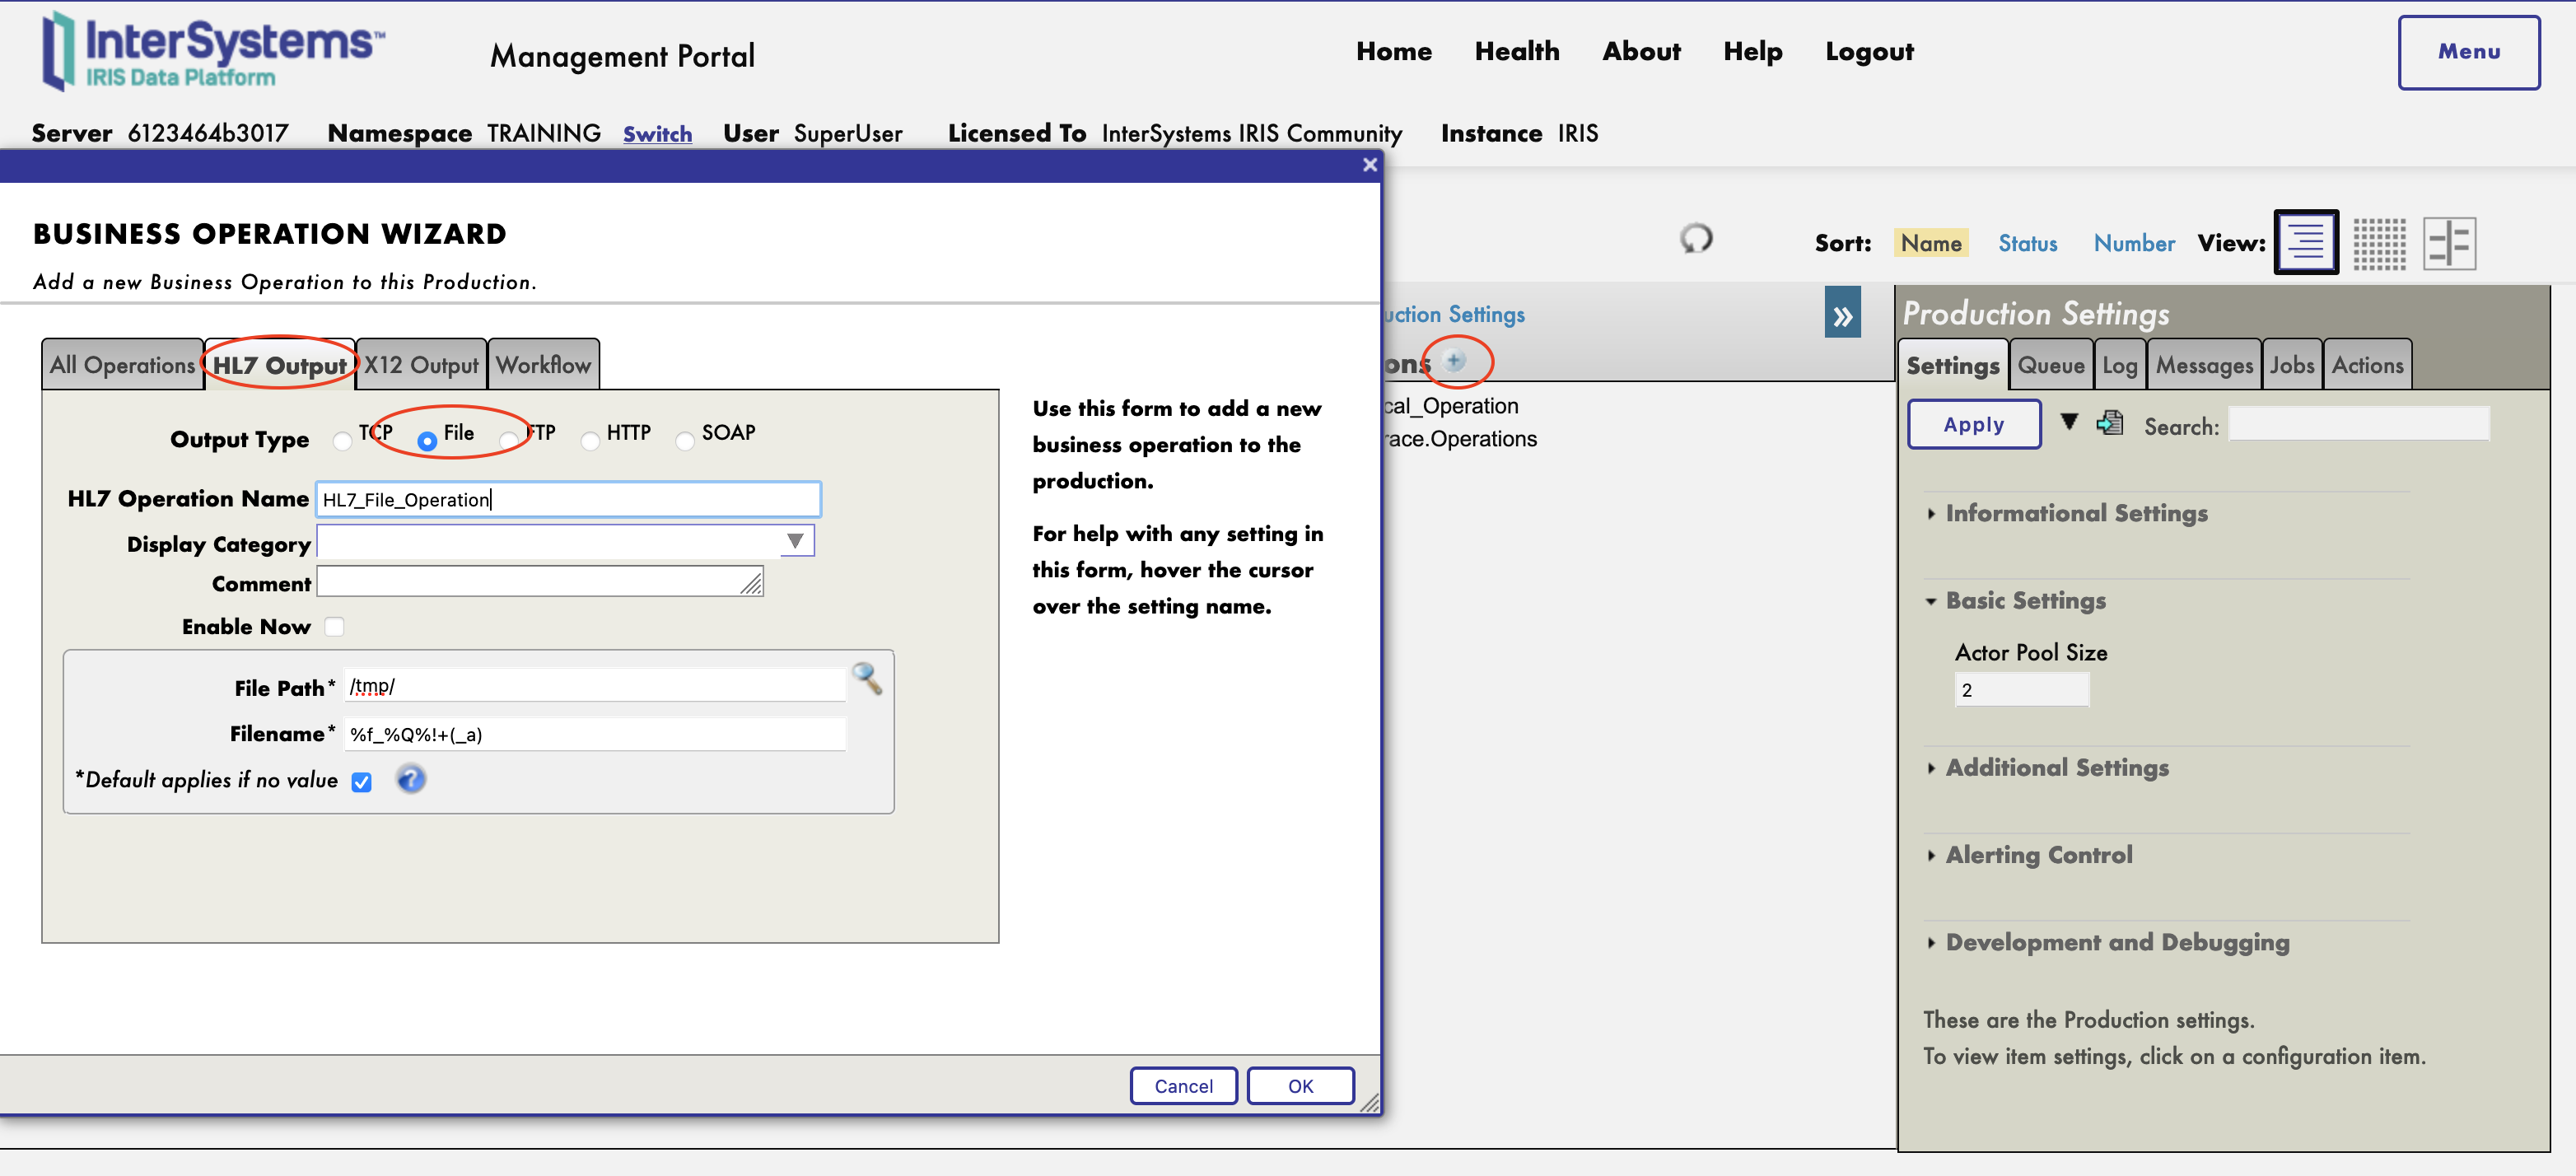 InterSystems™
IRIS Data Platform
Management Portal
Home Health About Help Logout
Menu
Server 6123464b3017 Namespace TRAINING Switch User SuperUser Licensed To InterSystems IRIS Community Instance IRIS
BUSINESS OPERATION WIZARD
Add a new Business Operation to this Production.
All Operations HL7 Output X12 Output Workflow
Output Type TCP File FTP HTTP SOAP
HL7 Operation Name HL7_File_Operation
Display Category
Comment
Enable Now
File Path* /tmp/
Filename* %f_%Q%!+(_a)
*Default applies if no value
Use this form to add a new
business operation to the
production.
For help with any setting in
this form, hover the cursor
over the setting name.
Cancel OK
Sort: Name Status Number View:
uction Settings
ons
cal_Operation
race.Operations
Production Settings
Settings Queue Log Messages Jobs Actions
Apply Search:
Informational Settings
Basic Settings
Actor Pool Size
2
Additional Settings
Alerting Control
Development and Debugging
These are the Production settings.
To view item settings, click on a configuration item.